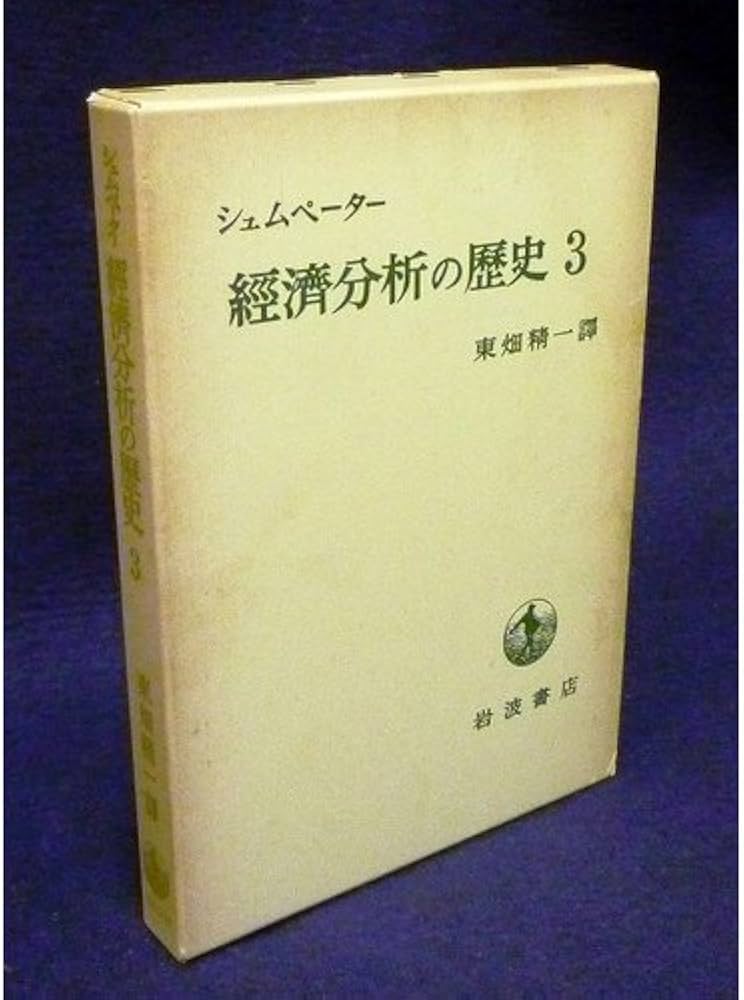 シュムペーター
經濟分析の歷史 3
東畑精一譯
岩波書店
シュムペーター 經濟分析の歷史 3 東畑精一譯